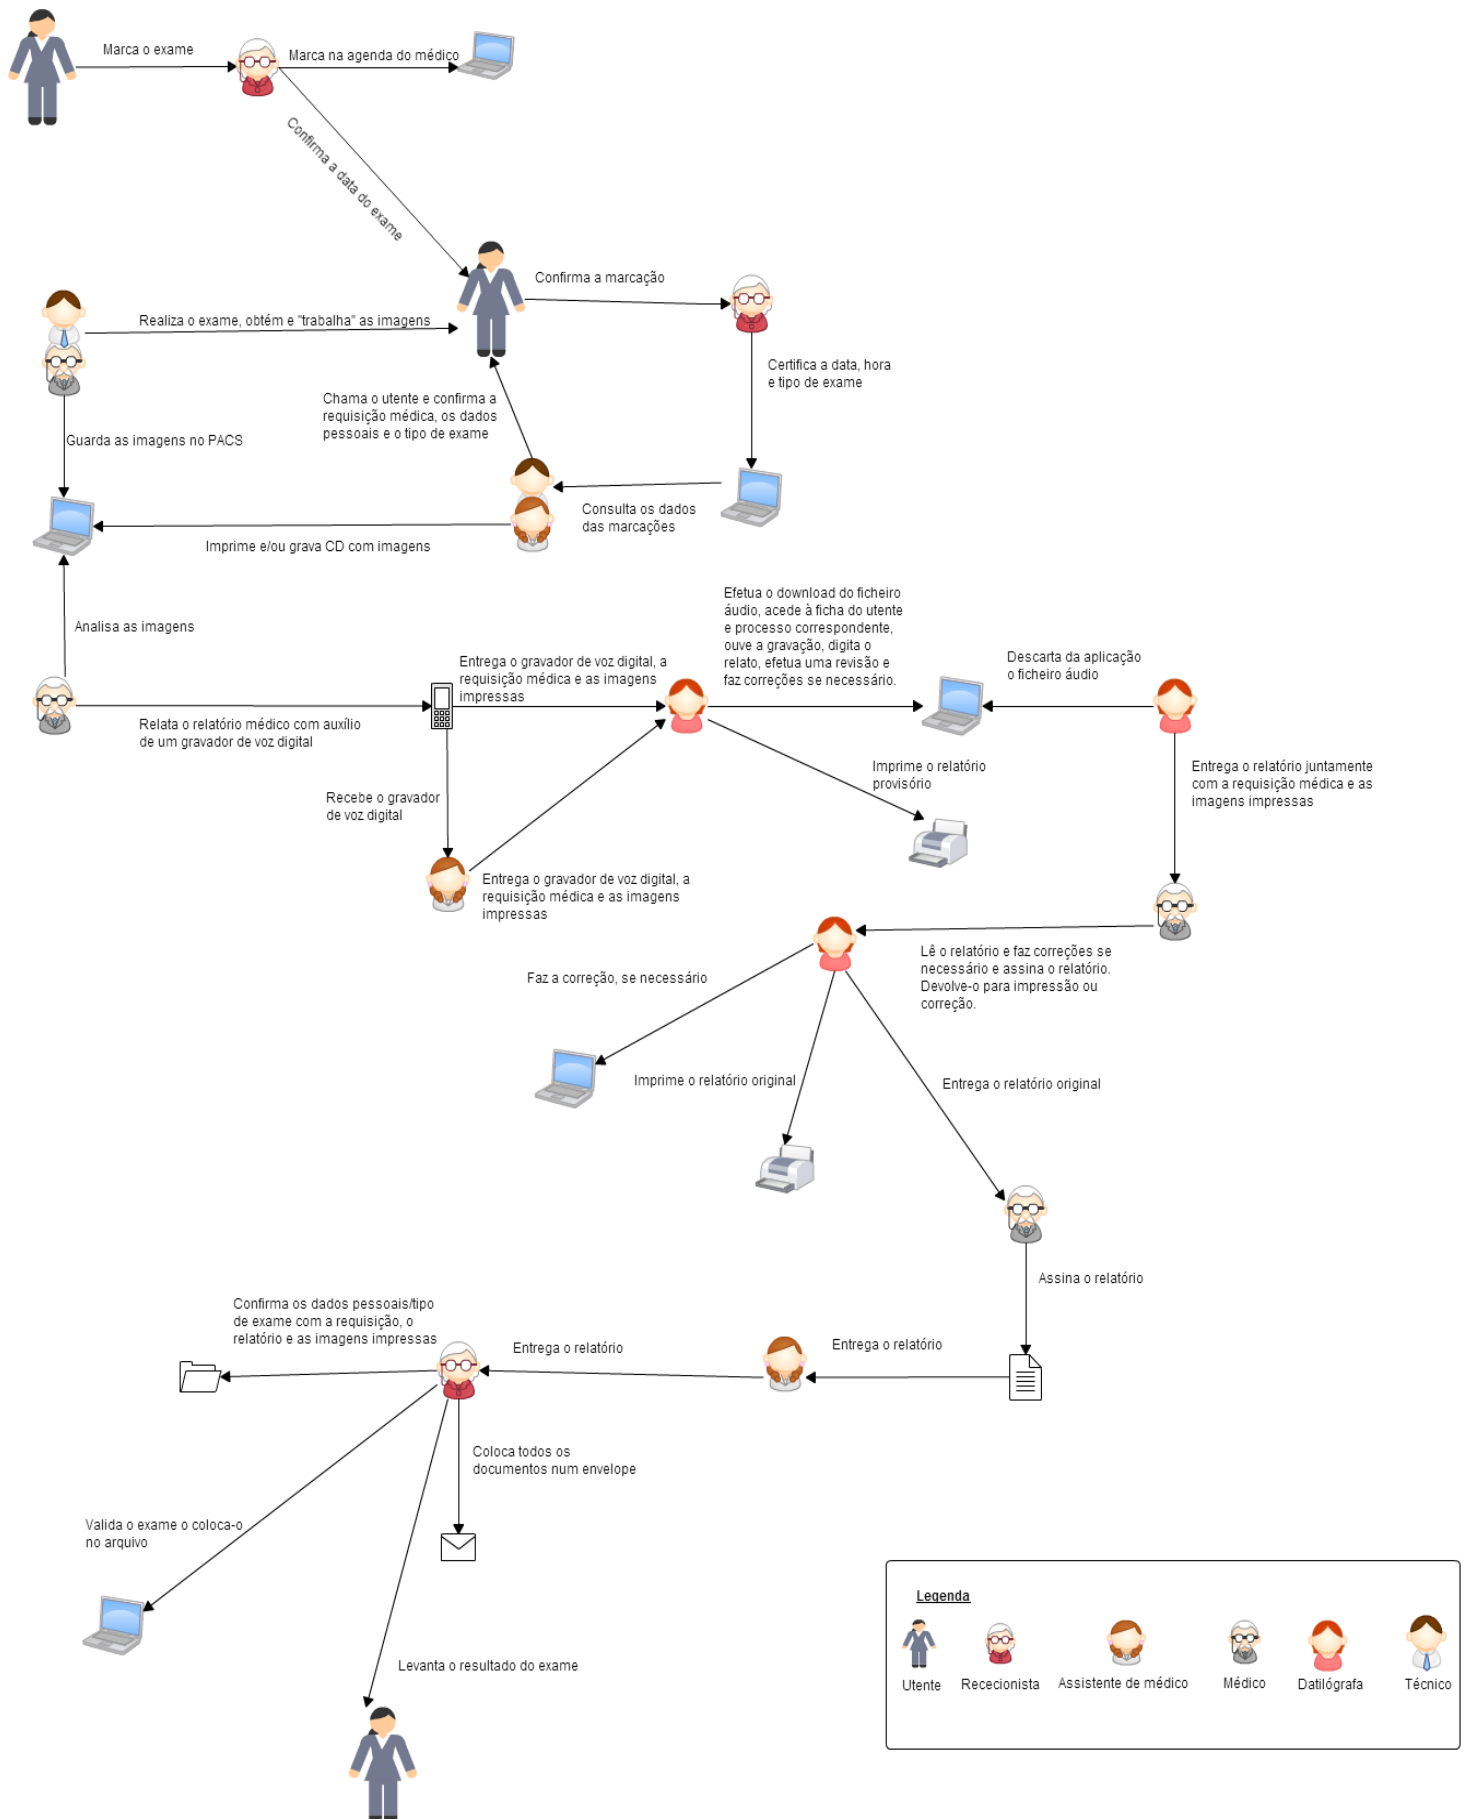 Marca o exame
Marca na agenda do médico
Confirma a data do exame
Confirma a marcação
Realiza o exame, obtém e "trabalha" as imagens
Certifica a data, hora
e tipo de exame
Chama o utente e confirma a
requisição médica, os dados
pessoais e o tipo de exame
Guarda as imagens no PACS
Consulta os dados
das marcações
Imprime e/ou grava CD com imagens
Analisa as imagens
Efetua o download do ficheiro
áudio, acede à ficha do utente
e processo correspondente,
ouve a gravação, digita o
relato, efetua uma revisão e
faz correções se necessário.
Entrega o gravador de voz digital, a
requisição médica e as imagens
impressas
Descarta da aplicação
o ficheiro áudio
Relata o relatório médico com auxílio
de um gravador de voz digital
Imprime o relatório
provisório
Entrega o relatório juntamente
com a requisição médica e as
imagens impressas
Recebe o gravador
de voz digital
Entrega o gravador de voz digital, a
requisição médica e as imagens
impressas
Lê o relatório e faz correções se
necessário e assina o relatório.
Devolve-o para impressão ou
correção.
Faz a correção, se necessário
Imprime o relatório original
Entrega o relatório original
Assina o relatório
Confirma os dados pessoais/tipo
de exame com a requisição, o
relatório e as imagens impressas
Entrega o relatório
Entrega o relatório
Coloca todos os
documentos num envelope
Valida o exame o coloca-o
no arquivo
Levanta o resultado do exame
Legenda
Utente
Rececionista
Assistente de médico
Médico
Datilógrafa
Técnico